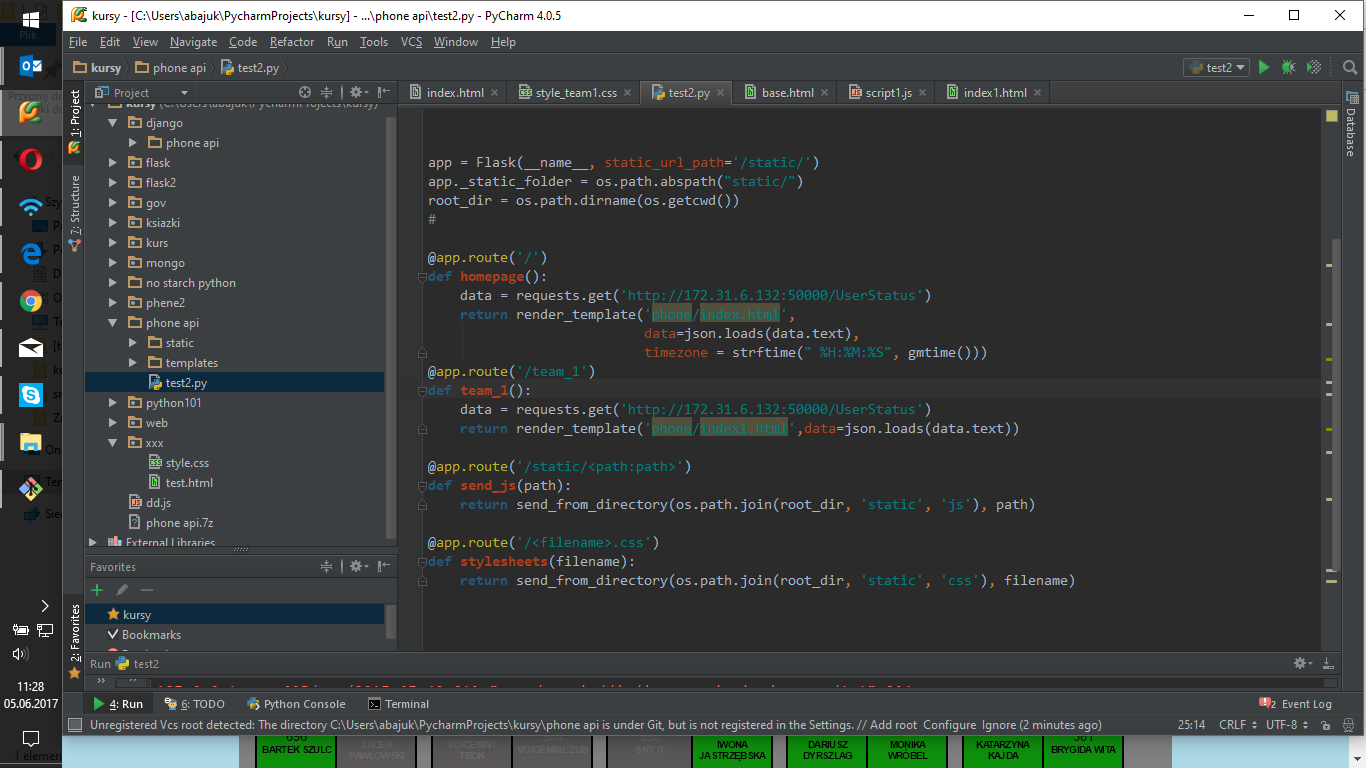 kursy - [C:\Users\abajuk\PycharmProjects\kursy] - ...\phone api\test2.py - PyCharm 4.0.5
File Edit View Navigate Code Refactor Run Tools VCS Window Help
kursy phone api test2.py
test2
Project
index.html style_team1.css test2.py base.html script1.js index1.html
kursy (C:\Users\abajuk\PycharmProjects\kursy)
django
phone api
flask
flask2
gov
ksiazki
kurs
mongo
no starch python
phene2
phone api
static
templates
test2.py
python101
web
xxx
style.css
test.html
dd.js
phone api.7z
External Libraries
1: Project
7: Structure
2: Favorites
Database
app = Flask(__name__, static_url_path='/static/')
app._static_folder = os.path.abspath("static/")
root_dir = os.path.dirname(os.getcwd())
#
@app.route('/')
def homepage():
data = requests.get('http://172.31.6.132:50000/UserStatus')
return render_template('phone/index.html',
data=json.loads(data.text),
timezone = strftime(" %H:%M:%S", gmtime()))
@app.route('/team_1')
def team_1():
data = requests.get('http://172.31.6.132:50000/UserStatus')
return render_template('phone/index1.html',data=json.loads(data.text))
@app.route('/static/<path:path>')
def send_js(path):
return send_from_directory(os.path.join(root_dir, 'static', 'js'), path)
@app.route('/<filename>.css')
def stylesheets(filename):
return send_from_directory(os.path.join(root_dir, 'static', 'css'), filename)
Favorites
kursy
Bookmarks
Run test2
4: Run 6: TODO Python Console Terminal 2 Event Log
Unregistered Vcs root detected: The directory C:\Users\abajuk\PycharmProjects\kursy\phone api is under Git, but is not registered in the Settings. // Add root Configure Ignore (2 minutes ago) 25:14 CRLF UTF-8
11:28
05.06.2017
1 elemen
Plik
BARTEK SZULC
JACEK PAWLOWSKI
VOICEMAIL TBOK
VOICEMAIL ZUB
SKY IT
IWONA JASTRZĘBSKA
DARIUSZ DYRSZLAG
MONIKA WRÓBEL
KATARZYNA KAJDA
BRYGIDA WITA